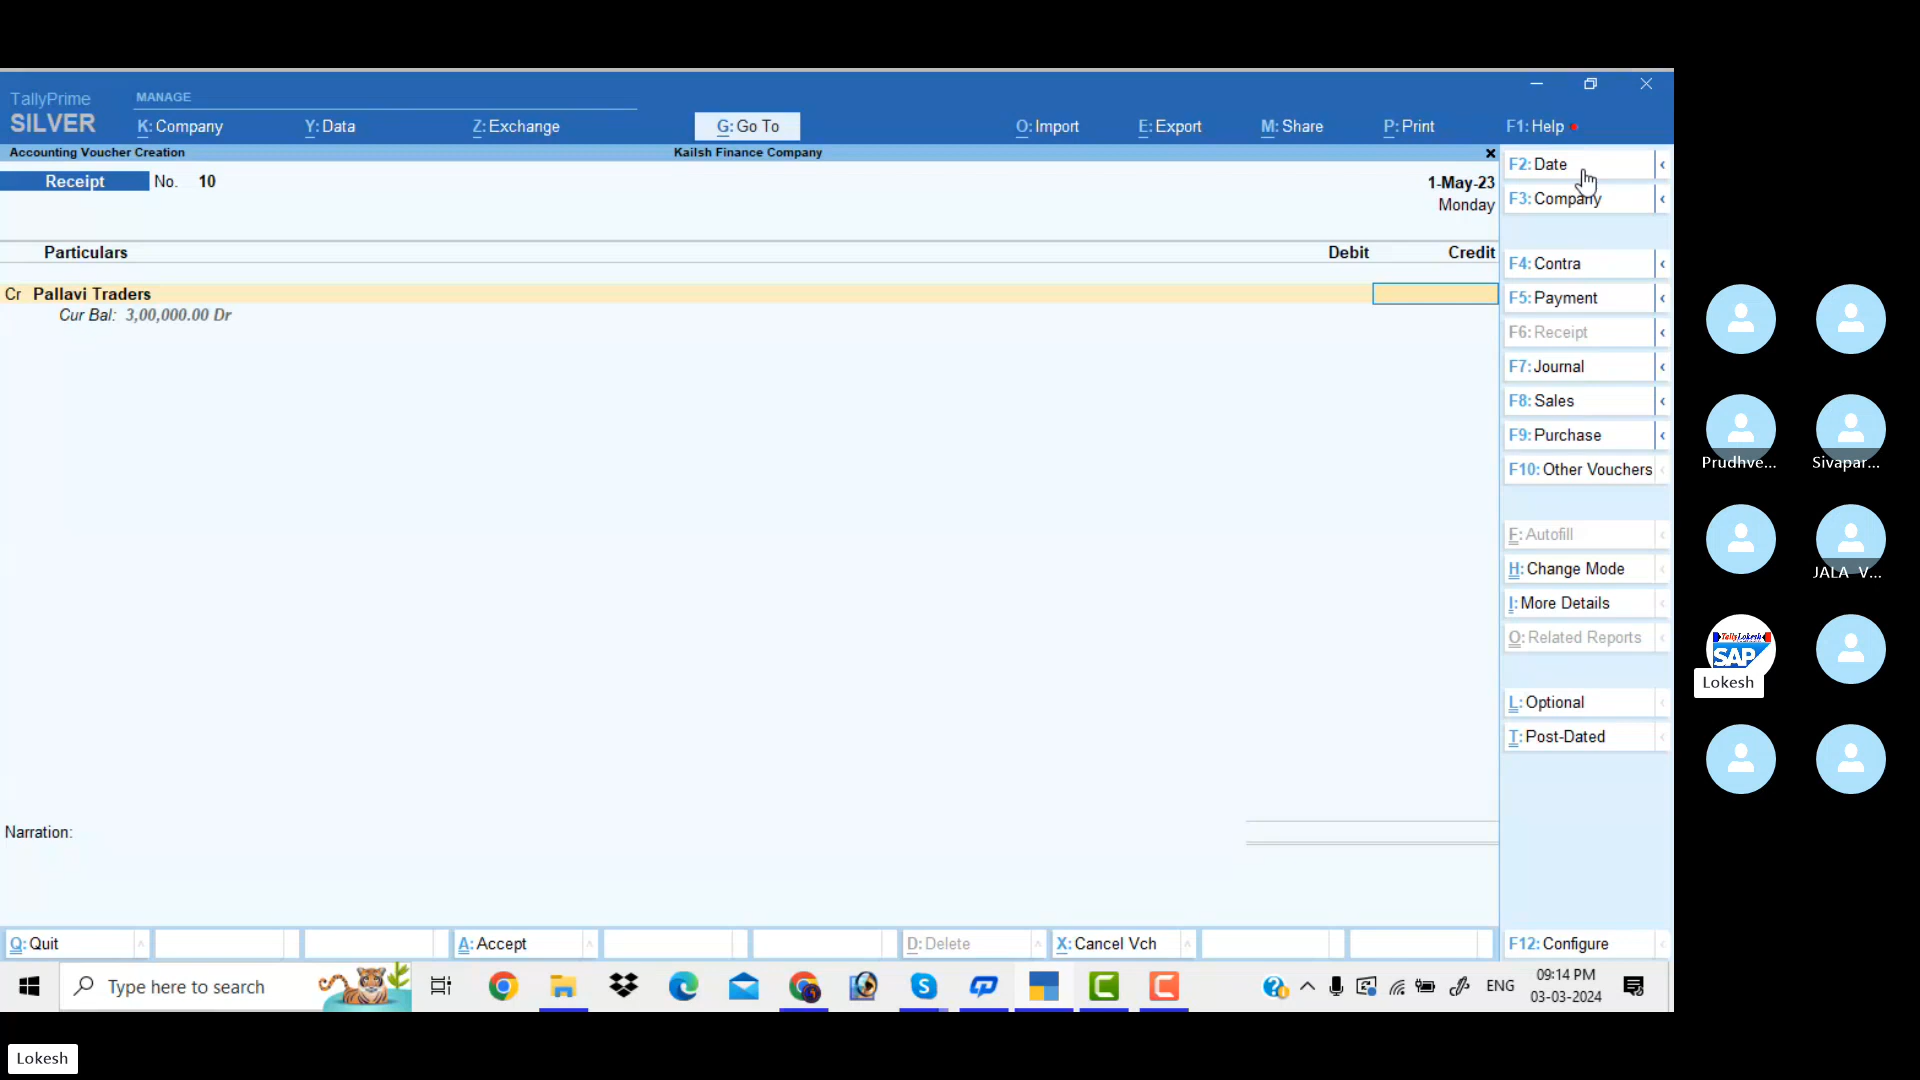 TallyPrime
SILVER
MANAGE
K: Company
Y: Data
Z: Exchange
G: Go To
O: Import
E: Export
M: Share
P: Print
F1: Help
Accounting Voucher Creation
Kailsh Finance Company
Receipt No. 10
1-May-23
Monday
Particulars
Debit
Credit
Cr Pallavi Traders
Cur Bal: 3,00,000.00 Dr
F2: Date
F3: Company
F4: Contra
F5: Payment
F6: Receipt
F7: Journal
F8: Sales
F9: Purchase
F10: Other Vouchers
F: Autofill
H: Change Mode
I: More Details
O: Related Reports
L: Optional
T: Post-Dated
Narration:
Q: Quit
A: Accept
D: Delete
X: Cancel Vch
F12: Configure
Type here to search
ENG
09:14 PM
03-03-2024
Prudhve...
Sivapar...
JALA V...
TallyLokesh
SAP
Lokesh
Lokesh